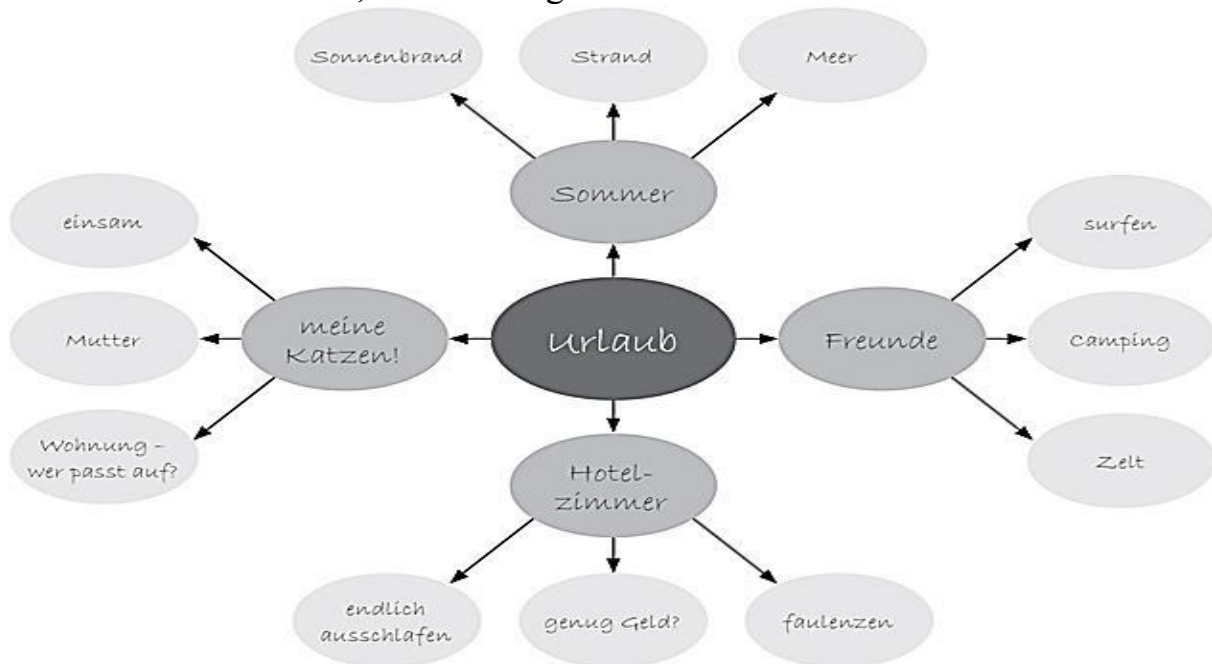 Sonnenbrand
Strand
Meer
Sommer
einsam
surfen
meine
Katzen!
Urlaub
Freunde
Mutter
Camping
Wohnung –
wer passt auf?
Zelt
Hotel-
zimmer
endlich
ausschlafen
genug Geld?
faulenzen